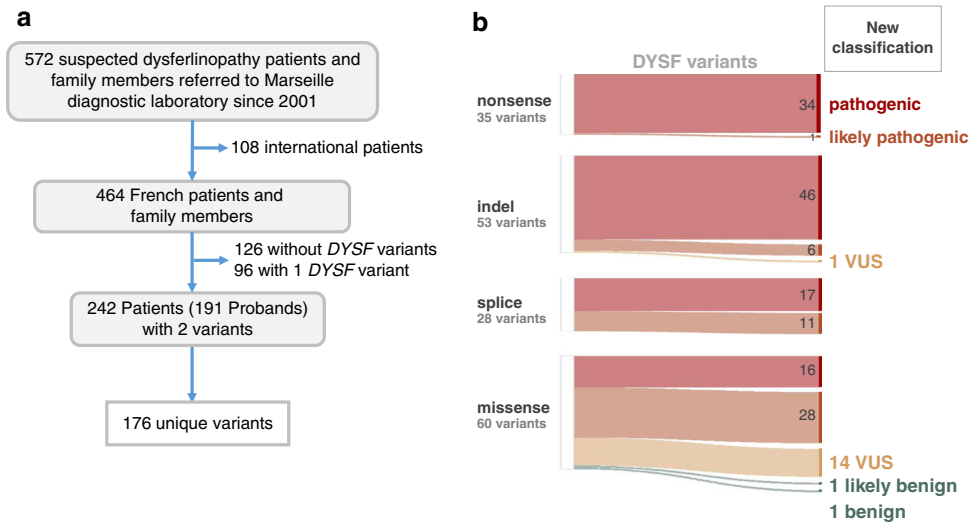 a
572 suspected dysferlinopathy patients and
family members referred to Marseille
diagnostic laboratory since 2001
108 international patients
464 French patients and
family members
126 without DYSF variants
96 with 1 DYSF variant
242 Patients (191 Probands)
with 2 variants
176 unique variants
b
New
classification
DYSF variants
nonsense
35 variants
34
pathogenic
1
likely pathogenic
indel
53 variants
46
6
1 VUS
splice
28 variants
17
11
missense
60 variants
16
28
14 VUS
1 likely benign
1 benign